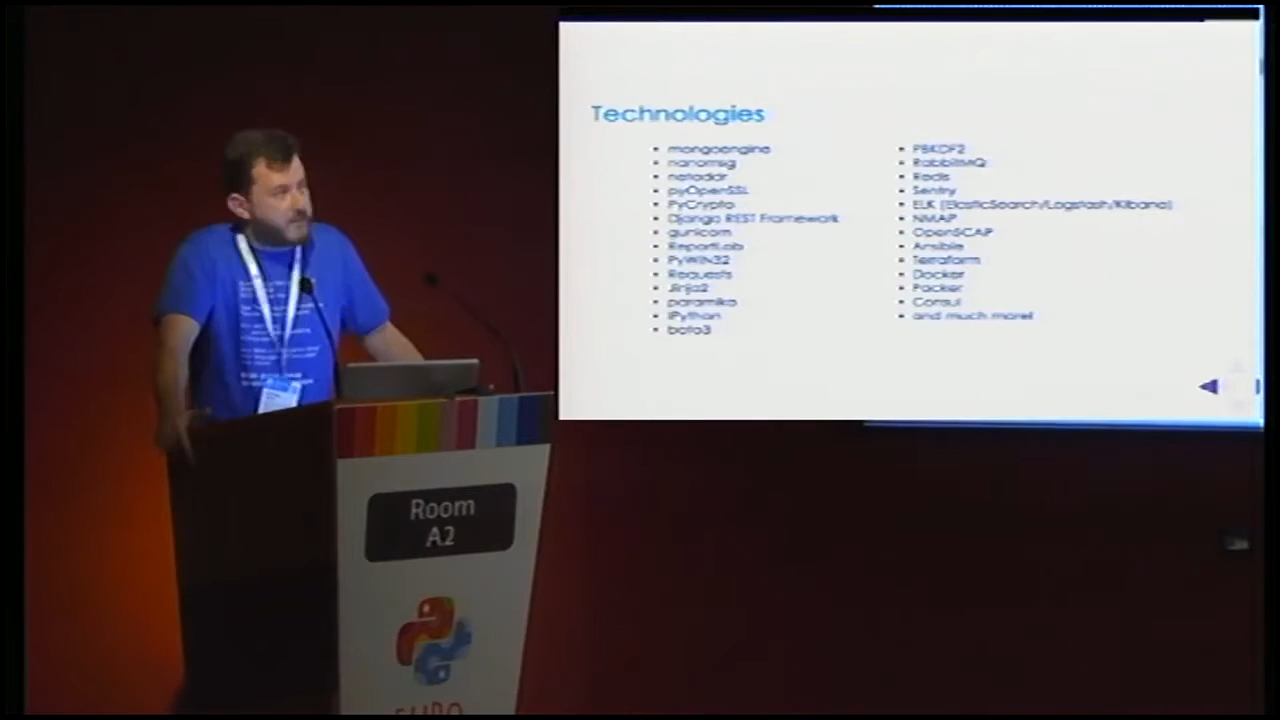 Technologies
mongoengine
nanomsg
netaddr
pyOpenSSL
PyCrypto
Django REST Framework
gunicorn
ReportLab
PyWIN32
Requests
Jinja2
paramiko
IPython
boto3
PBKDF2
RabbitMQ
Redis
Sentry
ELK (ElasticSearch/Logstash/Kibana)
NMAP
OpenSCAP
Ansible
Terraform
Docker
Packer
Consul
and much more!
Room
A2
EURO